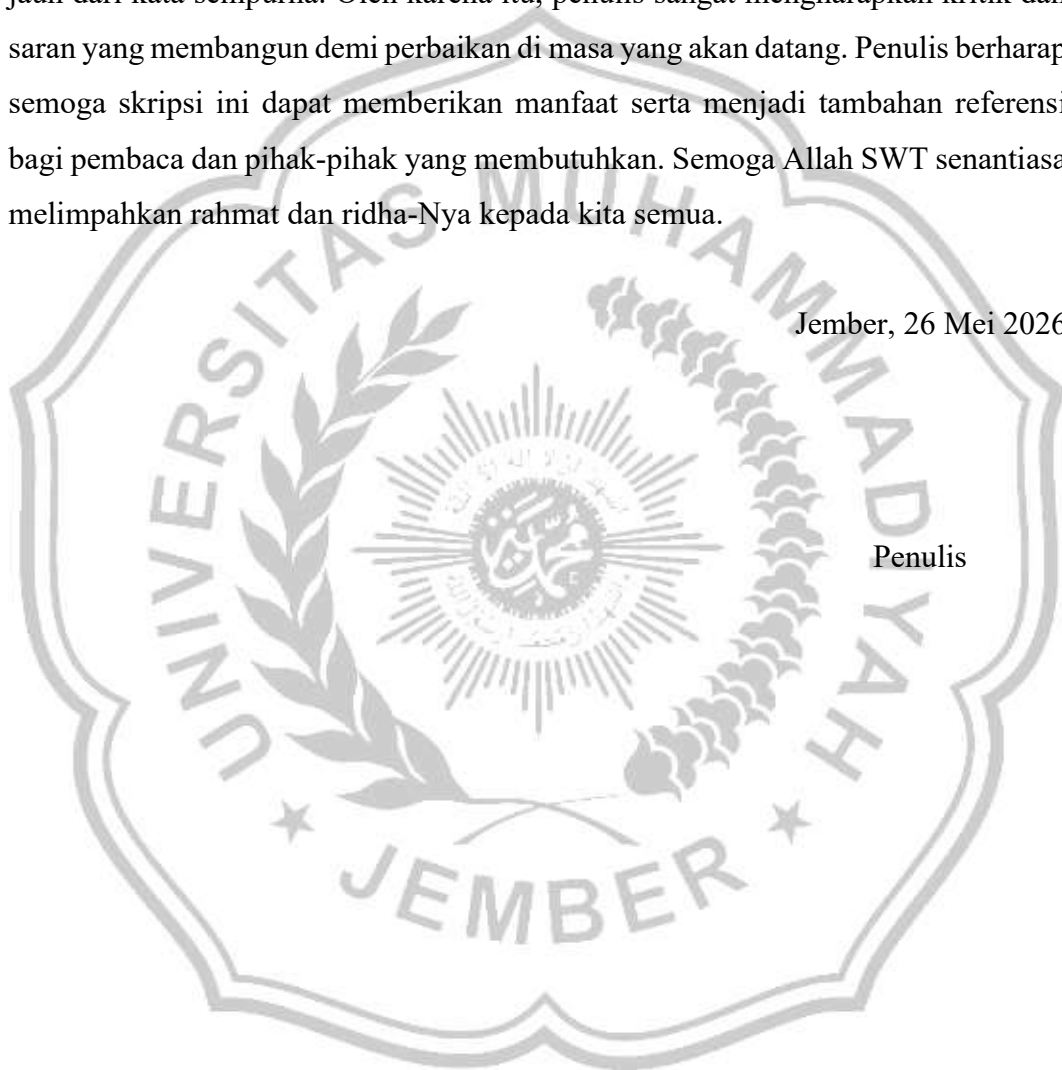 jauh dari kata sempurna. Oleh karena itu, penulis sangat mengharapkan kritik dan
saran yang membangun demi perbaikan di masa yang akan datang. Penulis berharap
semoga skripsi ini dapat memberikan manfaat serta menjadi tambahan referensi
bagi pembaca dan pihak-pihak yang membutuhkan. Semoga Allah SWT senantiasa
melimpahkan rahmat dan ridha-Nya kepada kita semua.
Jember, 26 Mei 2026
Penulis
UNIVERSITAS MUHAMMADIYAH
JEMBER